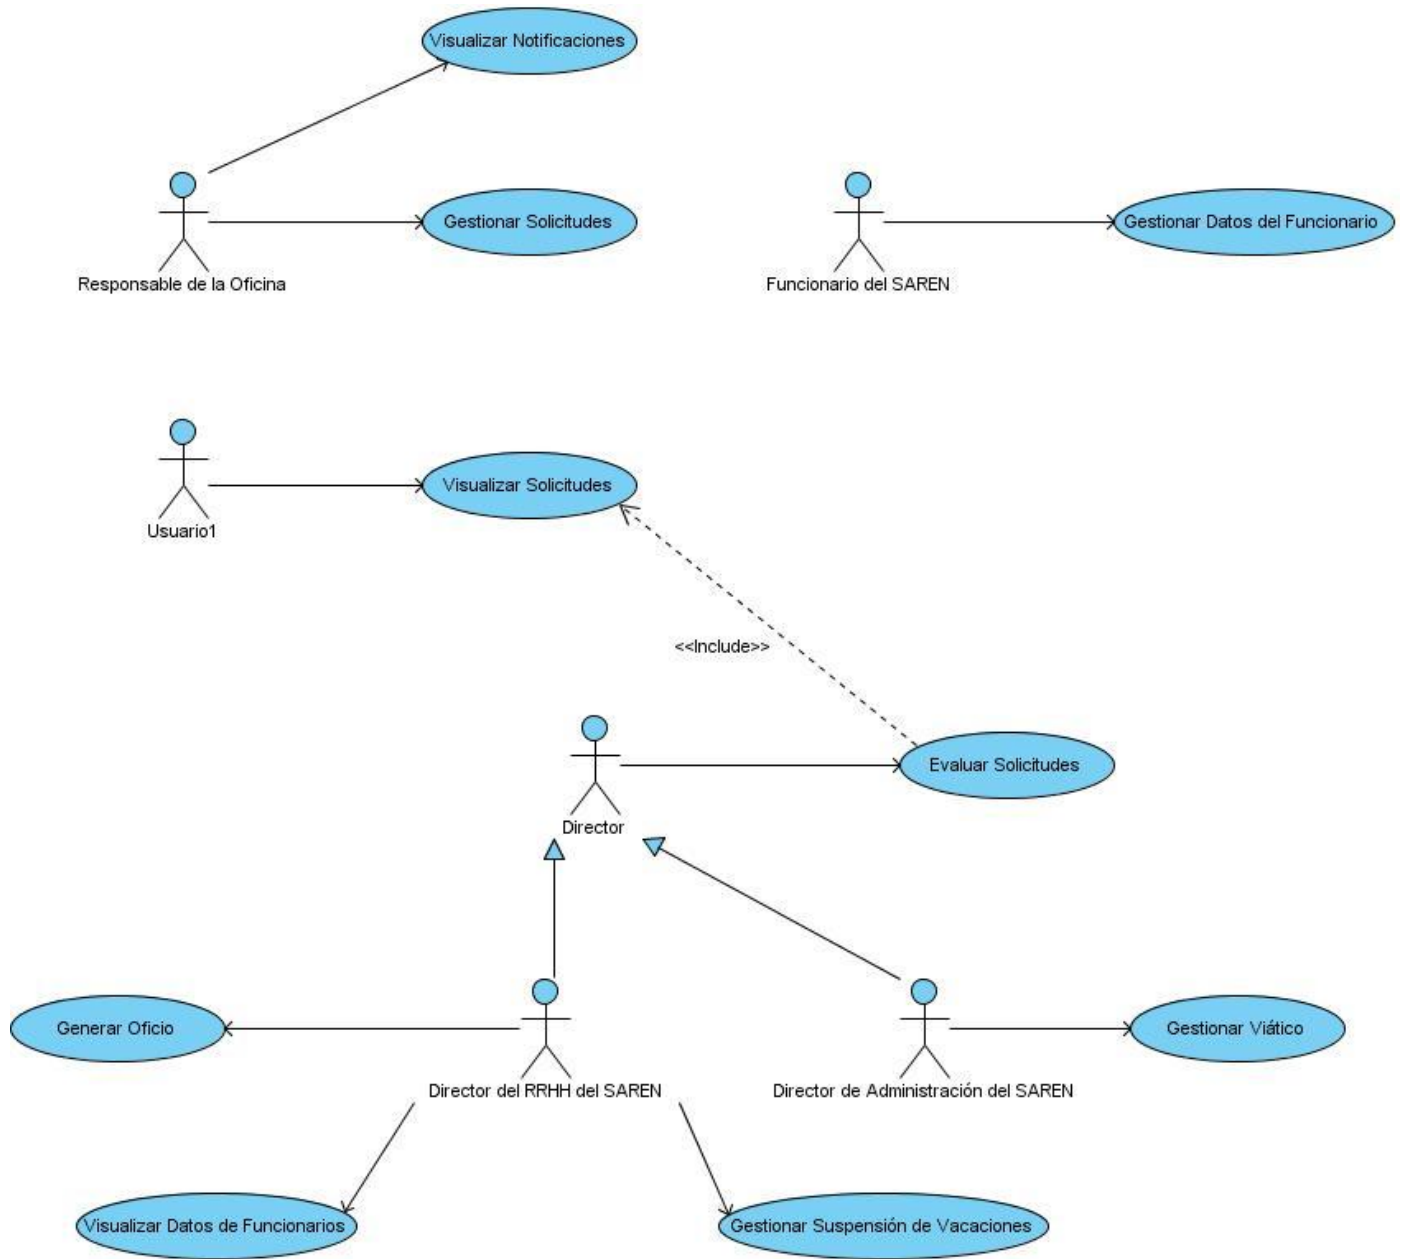 Visualizar Notificaciones
Gestionar Solicitudes
Gestionar Datos del Funcionario
Responsable de la Oficina
Funcionario del SAREN
Visualizar Solicitudes
Usuario1
<<Include>>
Evaluar Solicitudes
Director
Generar Oficio
Gestionar Viático
Director del RRHH del SAREN
Director de Administración del SAREN
Visualizar Datos de Funcionarios
Gestionar Suspensión de Vacaciones